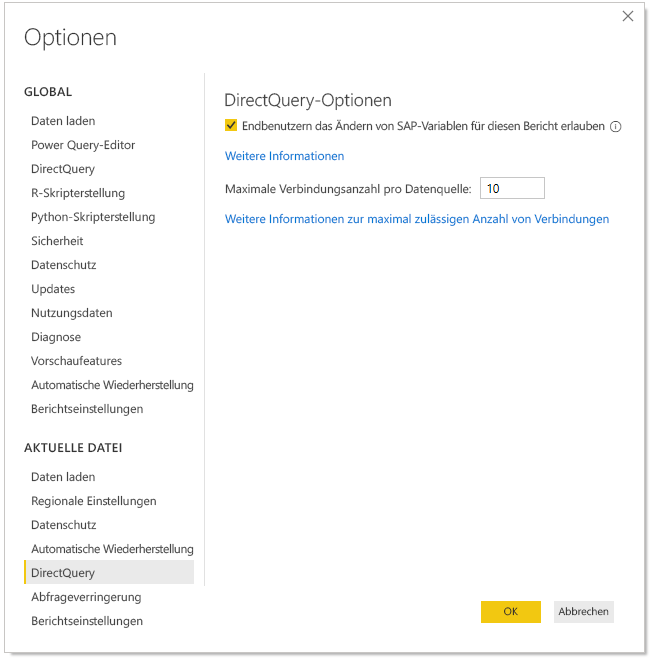 Optionen
GLOBAL
Daten laden
Power Query-Editor
DirectQuery
R-Skripterstellung
Python-Skripterstellung
Sicherheit
Datenschutz
Updates
Nutzungsdaten
Diagnose
Vorschaufeatures
Automatische Wiederherstellung
Berichtseinstellungen
AKTUELLE DATEI
Daten laden
Regionale Einstellungen
Datenschutz
Automatische Wiederherstellung
DirectQuery
Abfrageverringerung
Berichtseinstellungen
DirectQuery-Optionen
Endbenutzern das Ändern von SAP-Variablen für diesen Bericht erlauben
Weitere Informationen
Maximale Verbindungsanzahl pro Datenquelle: 10
Weitere Informationen zur maximal zulässigen Anzahl von Verbindungen
OK Abbrechen